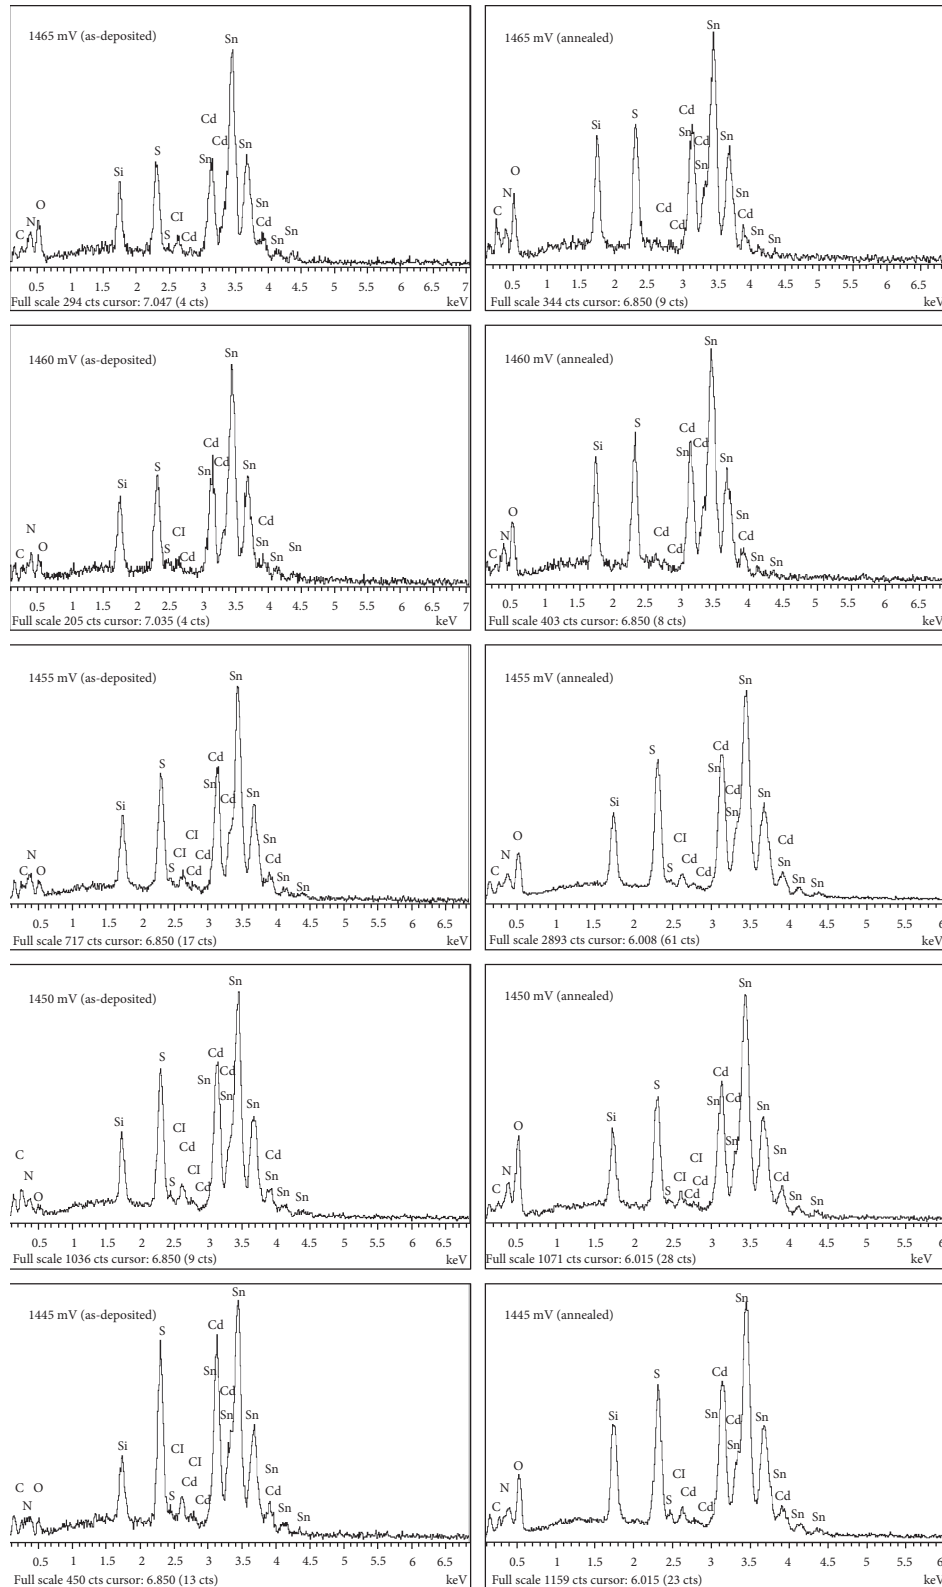 1465 mV (as-deposited)
Sn
Cd
Cd
Sn
Sn
S
Si
Sn
O
N
C
CI
S
Cd
Cd
Sn
Sn
0.5 1 1.5 2 2.5 3 3.5 4 4.5 5 5.5 6 6.5 7
Full scale 294 cts cursor: 7.047 (4 cts) keV
1465 mV (annealed)
Sn
Cd
Si
S
Sn
Cd
Sn
Sn
O
N
C
Cd
Cd
Sn
Cd
Sn
Sn
0.5 1 1.5 2 2.5 3 3.5 4 4.5 5 5.5 6 6.5
Full scale 344 cts cursor: 6.850 (9 cts) keV
1460 mV (as-deposited)
Sn
Cd
S
Sn
Cd
Sn
Si
N
C
O
CI
S
Cd
Cd
Sn
Sn
Sn
0.5 1 1.5 2 2.5 3 3.5 4 4.5 5 5.5 6 6.5 7
Full scale 205 cts cursor: 7.035 (4 cts) keV
1460 mV (annealed)
Sn
S
Cd
Si
Sn
Cd
Sn
O
N
C
Cd
Cd
Sn
Cd
Sn
Sn
0.5 1 1.5 2 2.5 3 3.5 4 4.5 5 5.5 6 6.5
Full scale 403 cts cursor: 6.850 (8 cts) keV
1455 mV (as-deposited)
Sn
Cd
S
Sn
Cd
Sn
Si
N
C
O
CI
CI
S
Cd
Cd
Sn
Cd
Sn
Sn
0.5 1 1.5 2 2.5 3 3.5 4 4.5 5 5.5 6 6.5
Full scale 717 cts cursor: 6.850 (17 cts) keV
1455 mV (annealed)
Sn
S
Cd
Sn
Cd
Sn
Sn
Si
O
N
C
CI
S
Cd
Cd
Cd
Sn
Sn
Sn
0.5 1 1.5 2 2.5 3 3.5 4 4.5 5 5.5 6
Full scale 2893 cts cursor: 6.008 (61 cts) keV
1450 mV (as-deposited)
Sn
S
Cd
Sn
Cd
Sn
Sn
Si
C
N
O
CI
Cd
S
CI
Cd
Cd
Sn
Sn
Sn
0.5 1 1.5 2 2.5 3 3.5 4 4.5 5 5.5 6 6.5
Full scale 1036 cts cursor: 6.850 (9 cts) keV
1450 mV (annealed)
Sn
S
Cd
Sn
Cd
Sn
Sn
Si
O
N
C
CI
CI
S
Cd
Cd
Sn
Cd
Sn
Sn
0.5 1 1.5 2 2.5 3 3.5 4 4.5 5 5.5 6
Full scale 1071 cts cursor: 6.015 (28 cts) keV
1445 mV (as-deposited)
Sn
S
Cd
Sn
Cd
Sn
Sn
Si
C
N
O
CI
CI
Cd
S
Cd
Sn
Cd
Sn
Sn
0.5 1 1.5 2 2.5 3 3.5 4 4.5 5 5.5 6 6.5
Full scale 450 cts cursor: 6.850 (13 cts) keV
1445 mV (annealed)
Sn
S
Cd
Si
Sn
Cd
Sn
Sn
O
N
C
CI
S
Cd
Cd
Sn
Cd
Sn
Sn
0.5 1 1.5 2 2.5 3 3.5 4 4.5 5 5.5 6
Full scale 1159 cts cursor: 6.015 (23 cts) keV